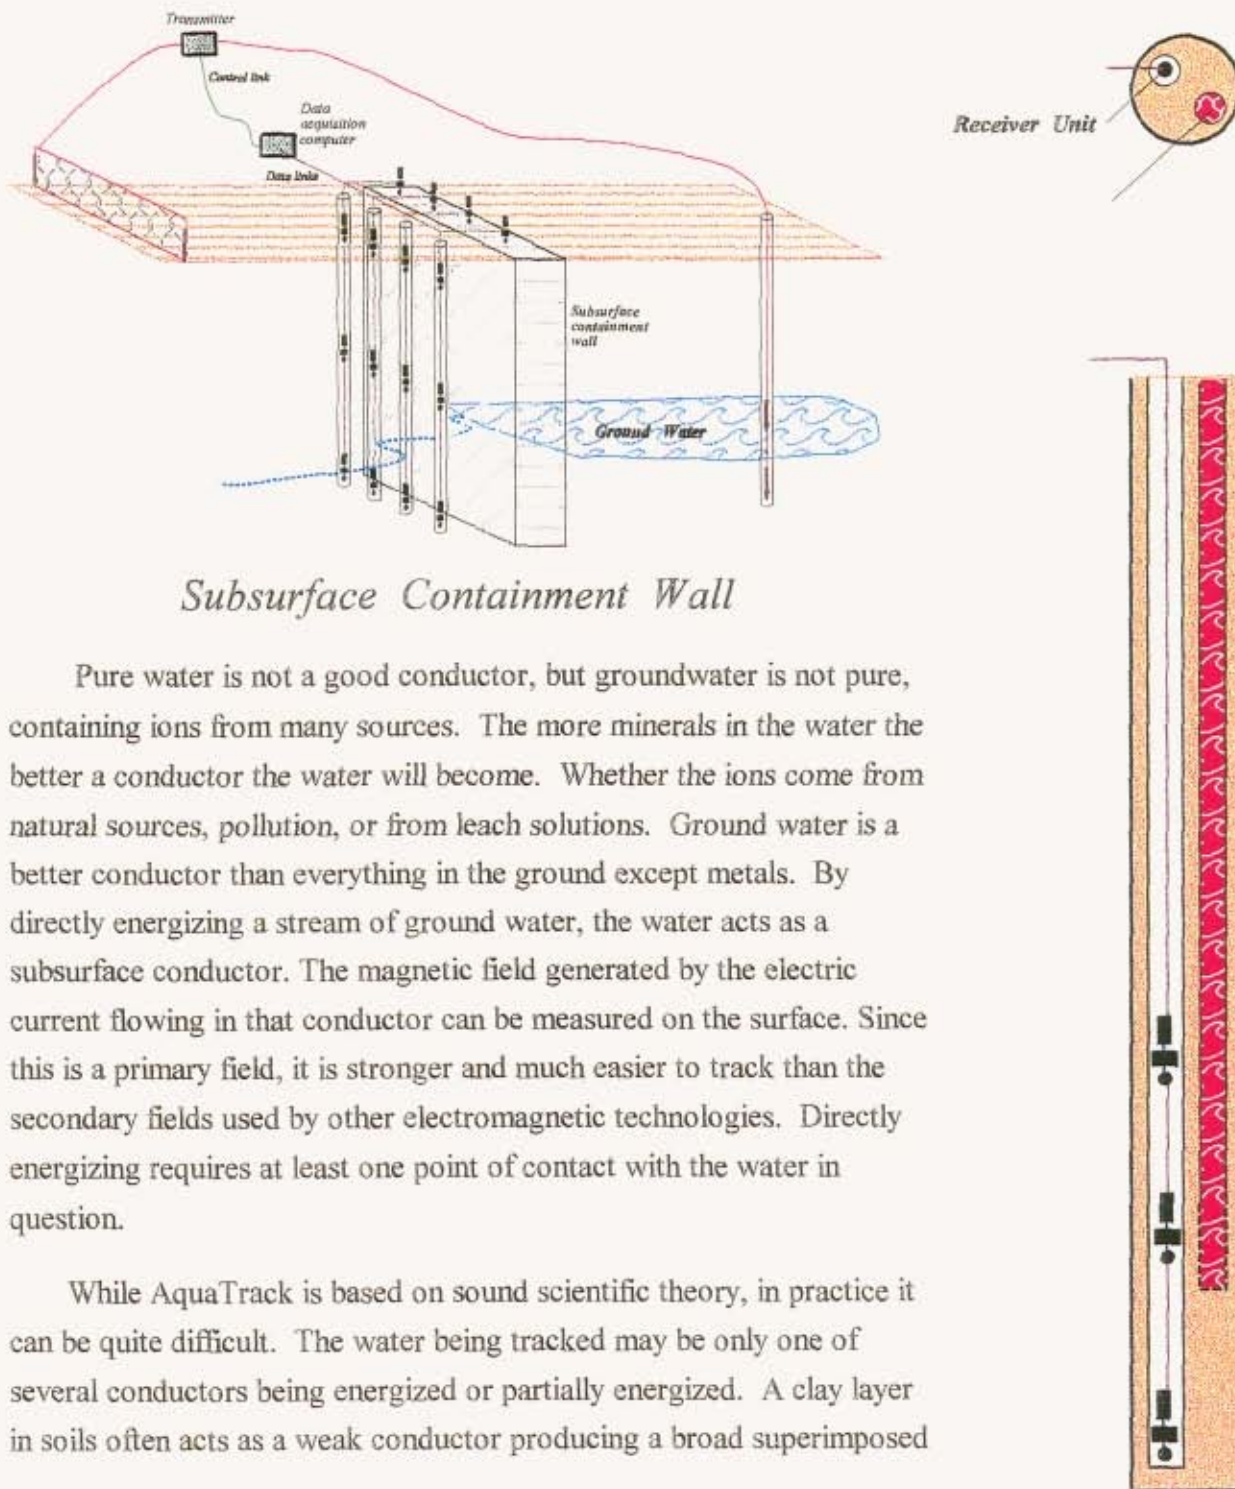 Transmitter
Control link
Data
acquisition
computer
Data links
Receiver Unit
Subsurface
containment
wall
Ground Water
Subsurface Containment Wall
Pure water is not a good conductor, but groundwater is not pure,
containing ions from many sources. The more minerals in the water the
better a conductor the water will become. Whether the ions come from
natural sources, pollution, or from leach solutions. Ground water is a
better conductor than everything in the ground except metals. By
directly energizing a stream of ground water, the water acts as a
subsurface conductor. The magnetic field generated by the electric
current flowing in that conductor can be measured on the surface. Since
this is a primary field, it is stronger and much easier to track than the
secondary fields used by other electromagnetic technologies. Directly
energizing requires at least one point of contact with the water in
question.
While AquaTrack is based on sound scientific theory, in practice it
can be quite difficult. The water being tracked may be only one of
several conductors being energized or partially energized. A clay layer
in soils often acts as a weak conductor producing a broad superimposed